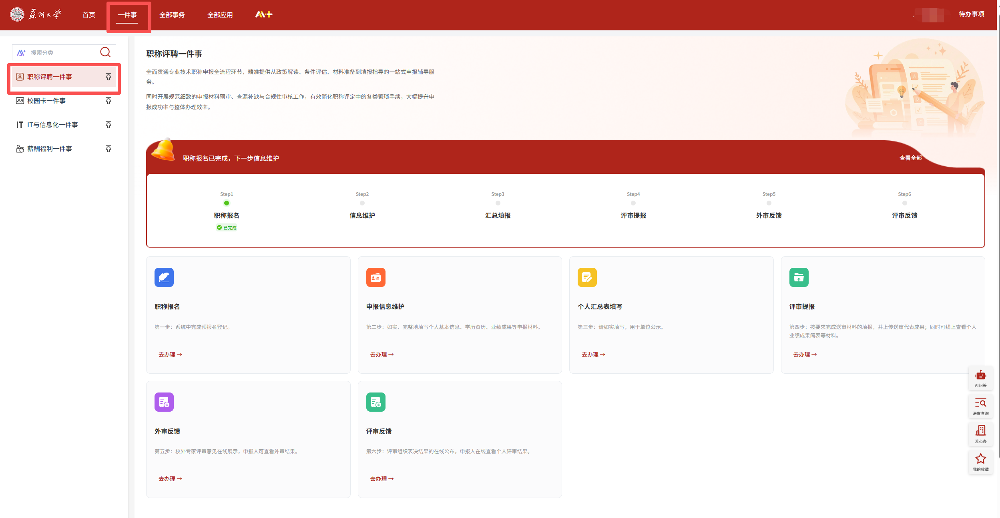 苏州大学
首页
一件事
全部事务
全部应用
AI+
待办事项
搜索分类
职称评聘一件事
校园卡一件事
IT与信息化一件事
薪酬福利一件事
职称评聘一件事
全面贯通专业技术职称申报全流程环节，精准提供从政策解读、条件评估、材料准备到填报指导的一站式申报辅导服
务。
同时开展规范细致的申报材料预审、查漏补缺与合规性审核工作，有效简化职称评定中的各类繁琐手续，大幅提升申
报成功率与整体办理效率。
职称报名已完成，下一步信息维护
查看全部
Step1
Step2
Step3
Step4
Step5
Step6
职称报名
信息维护
汇总填报
评审提报
外审反馈
评审反馈
已完成
职称报名
第一步：系统中完成预报名登记。
去办理→
申报信息维护
第二步：如实、完整地填写个人基本信息、学历资历、业绩成果等申报材料。
去办理→
个人汇总表填写
第三步：请如实填写，用于单位公示。
去办理→
评审提报
第四步：按要求完成送审材料的填报，并上传送审代表成果；同时可线上查看个人
业绩成果简表等材料。
去办理→
外审反馈
第五步：校外专家评审意见在线展示，申报人可查看外审结果。
去办理→
评审反馈
第六步：评审组织表决结果的在线公布，申报人在线查看个人评审结果。
去办理→
AI问答
进度查询
苏心办
我的收藏